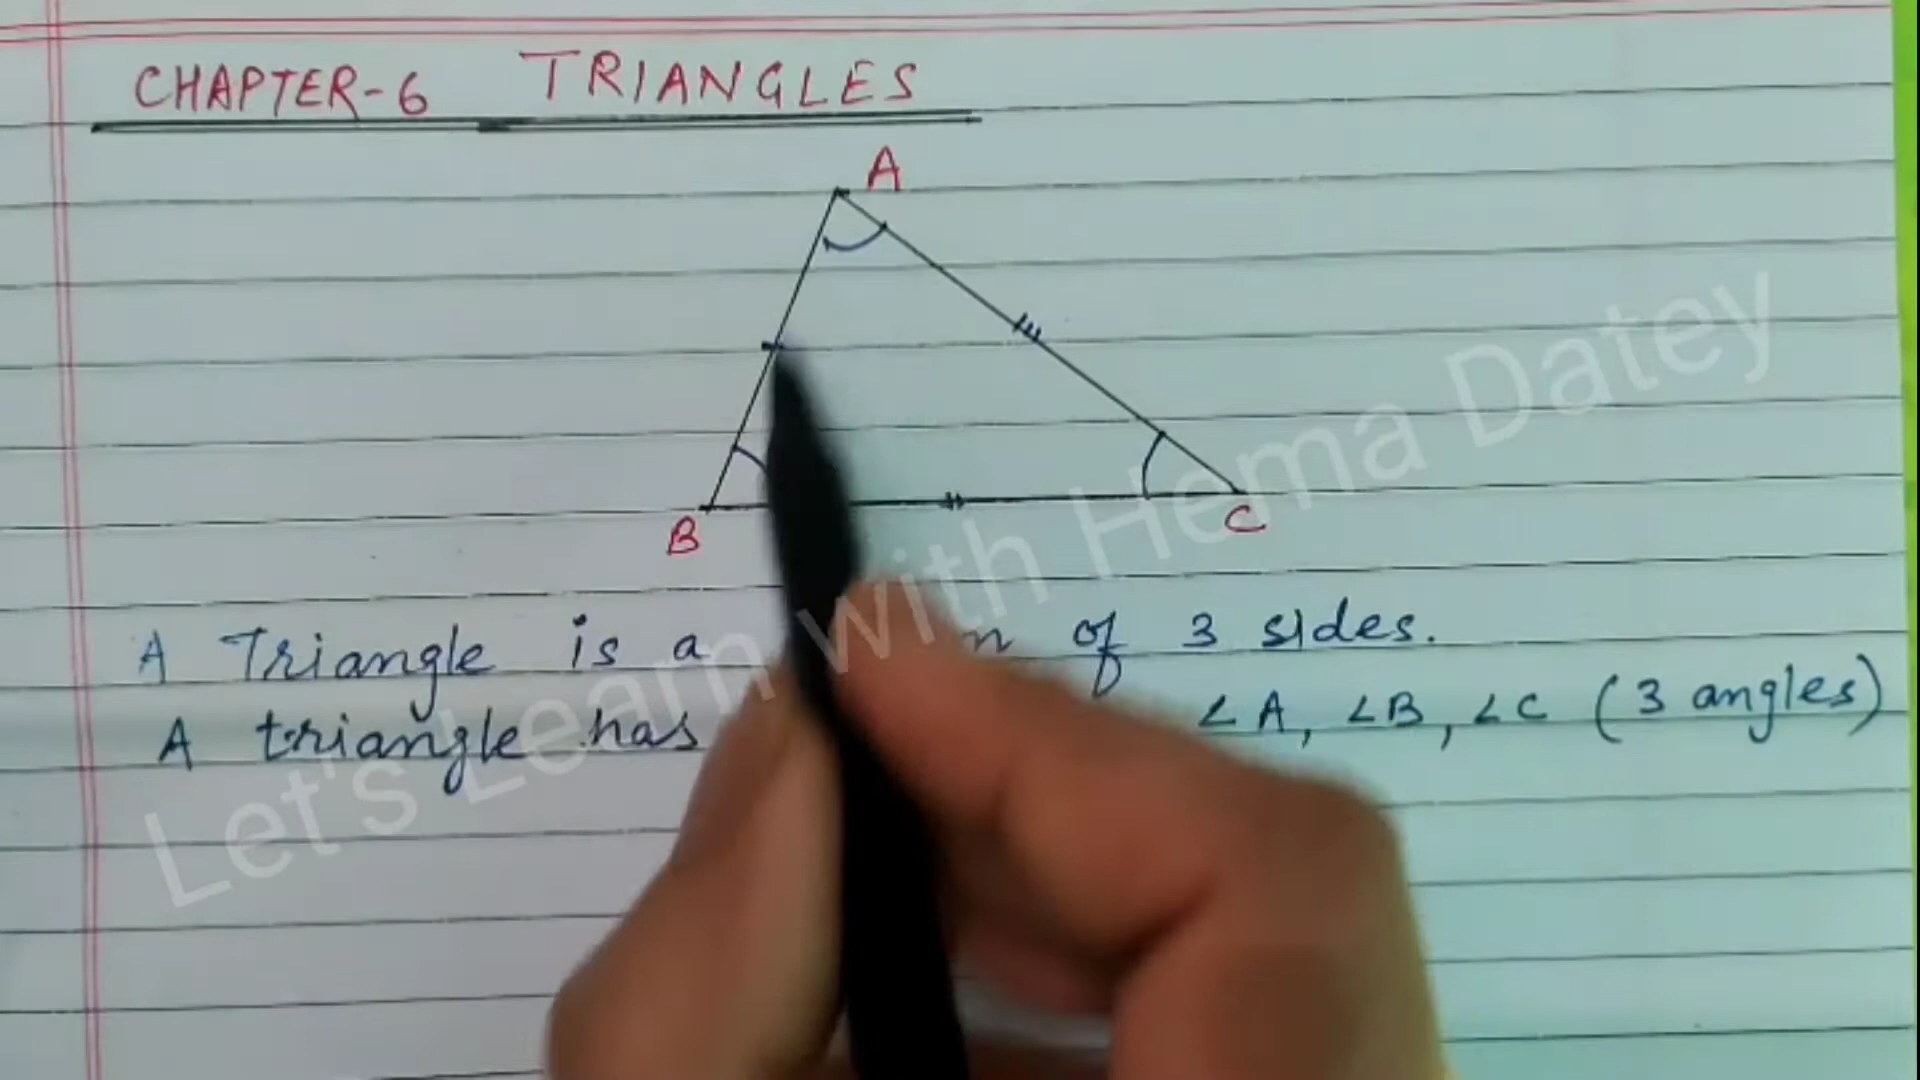 CHAPTER-6 TRIANGLES
A
B
C
A Triangle is a of 3 sides.
A triangle has ∠A, ∠B, ∠C (3 angles)
Let's Learn with Hema Datey